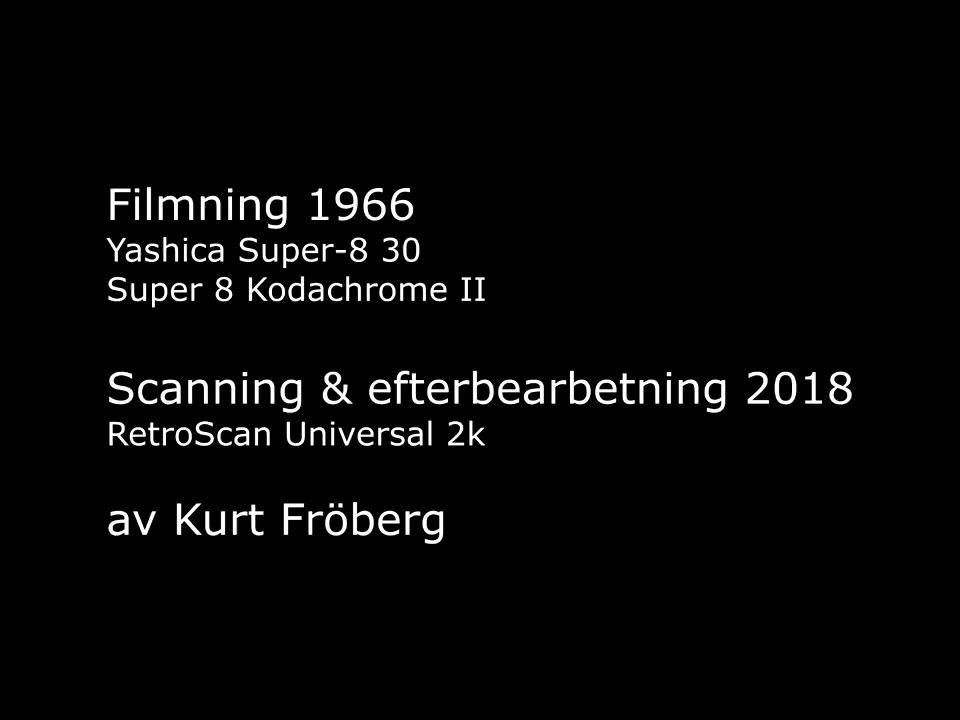 Filmning 1966
Yashica Super-8 30
Super 8 Kodachrome II
Scanning & efterbearbetning 2018
RetroScan Universal 2k
av Kurt Fröberg